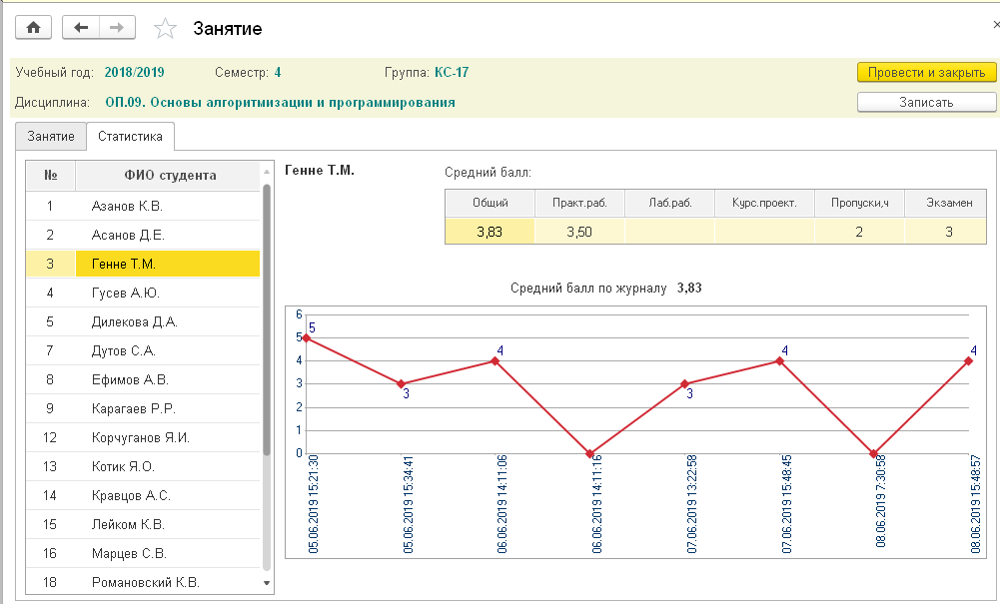 Занятие
Учебный год: 2018/2019 Семестр: 4 Группа: КС-17
Провести и закрыть
Дисциплина: ОП.09. Основы алгоритмизации и программирования
Записать
Занятие Статистика
№ ФИО студента
1 Азанов К.В.
2 Асанов Д.Е.
3 Генне Т.М.
4 Гусев А.Ю.
5 Дилекова Д.А.
7 Дутов С.А.
8 Ефимов А.В.
9 Карагаев Р.Р.
12 Корчуганов Я.И.
13 Котик Я.О.
14 Кравцов А.С.
15 Лейком К.В.
16 Марцев С.В.
18 Романовский К.В.
Генне Т.М.
Средний балл:
Общий Практ.раб. Лаб.раб. Курс.проект. Пропуски,ч Экзамен
3,83 3,50 2 3
Средний балл по журналу 3,83
6
5
4
3
2
1
0
5
3
4
3
4
4
05.06.2019 15:21:30
05.06.2019 15:34:41
06.06.2019 14:11:06
06.06.2019 14:11:16
07.06.2019 13:22:58
07.06.2019 15:48:45
08.06.2019 7:30:58
08.06.2019 15:48:57